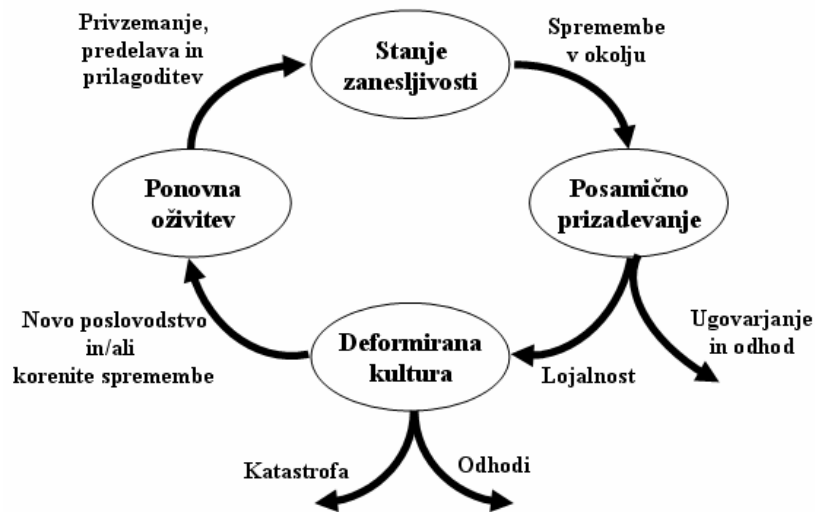 Privzemanje,
predelava in
prilagoditev
Stanje
zanesljivosti
Spremembe
v okolju
Ponovna
oživitev
Posamično
prizadevanje
Novo poslovodstvo
in/ali
korenite spremembe
Deformirana
kultura
Lojalnost
Ugovarjanje
in odhod
Katastrofa
Odhodi